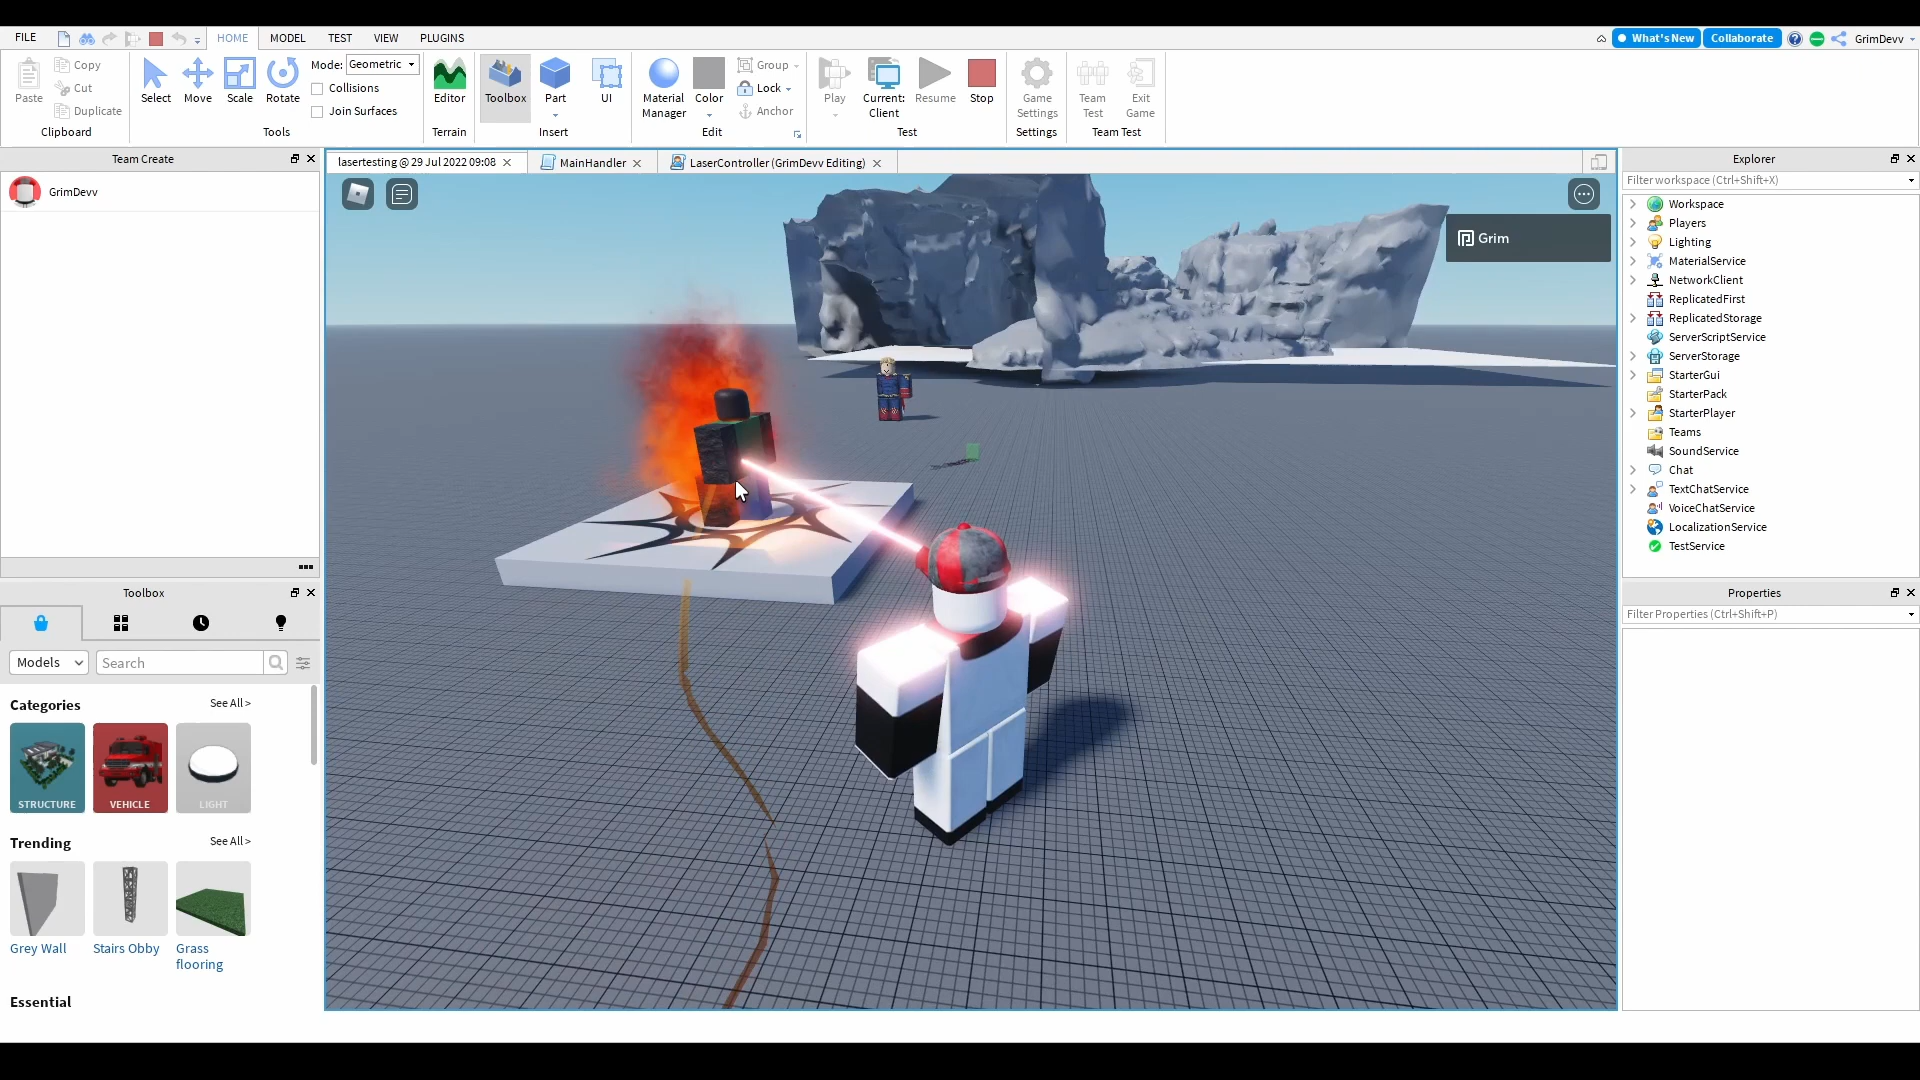 FILE
HOME
MODEL
TEST
VIEW
PLUGINS
What's New
Collaborate
GrimDevv
Paste
Copy
Cut
Duplicate
Clipboard
Select
Move
Scale
Rotate
Mode: Geometric
Collisions
Join Surfaces
Tools
Editor
Terrain
Toolbox
Part
UI
Insert
Material
Manager
Color
Group
Lock
Anchor
Edit
Play
Current:
Client
Resume
Stop
Test
Game
Settings
Settings
Team
Test
Exit
Game
Team Test
Team Create
GrimDevv
lasertesting @ 29 Jul 2022 09:08
MainHandler
LaserController (GrimDevv Editing)
Grim
Explorer
Filter workspace (Ctrl+Shift+X)
Workspace
Players
Lighting
MaterialService
NetworkClient
ReplicatedFirst
ReplicatedStorage
ServerScriptService
ServerStorage
StarterGui
StarterPack
StarterPlayer
Teams
SoundService
Chat
TextChatService
VoiceChatService
LocalizationService
TestService
Properties
Filter Properties (Ctrl+Shift+P)
Toolbox
Models
Search
Categories
See All >
STRUCTURE
VEHICLE
LIGHT
Trending
See All >
Grey Wall
Stairs Obby
Grass
flooring
Essential